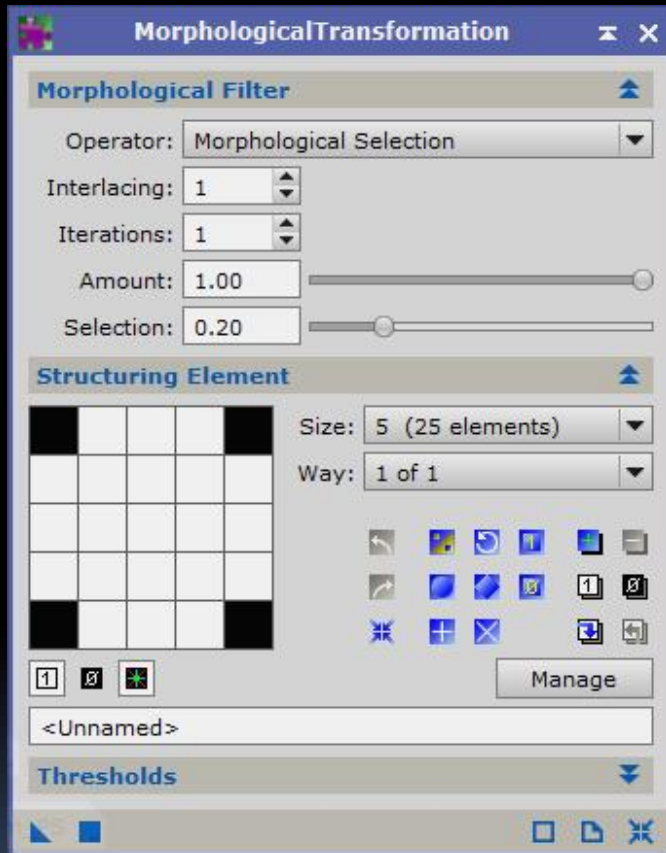 MorphologicalTransformation
Morphological Filter
Operator: Morphological Selection
Interlacing: 1
Iterations: 1
Amount: 1.00
Selection: 0.20
Structuring Element
Size: 5 (25 elements)
Way: 1 of 1
Manage
<Unnamed>
Thresholds